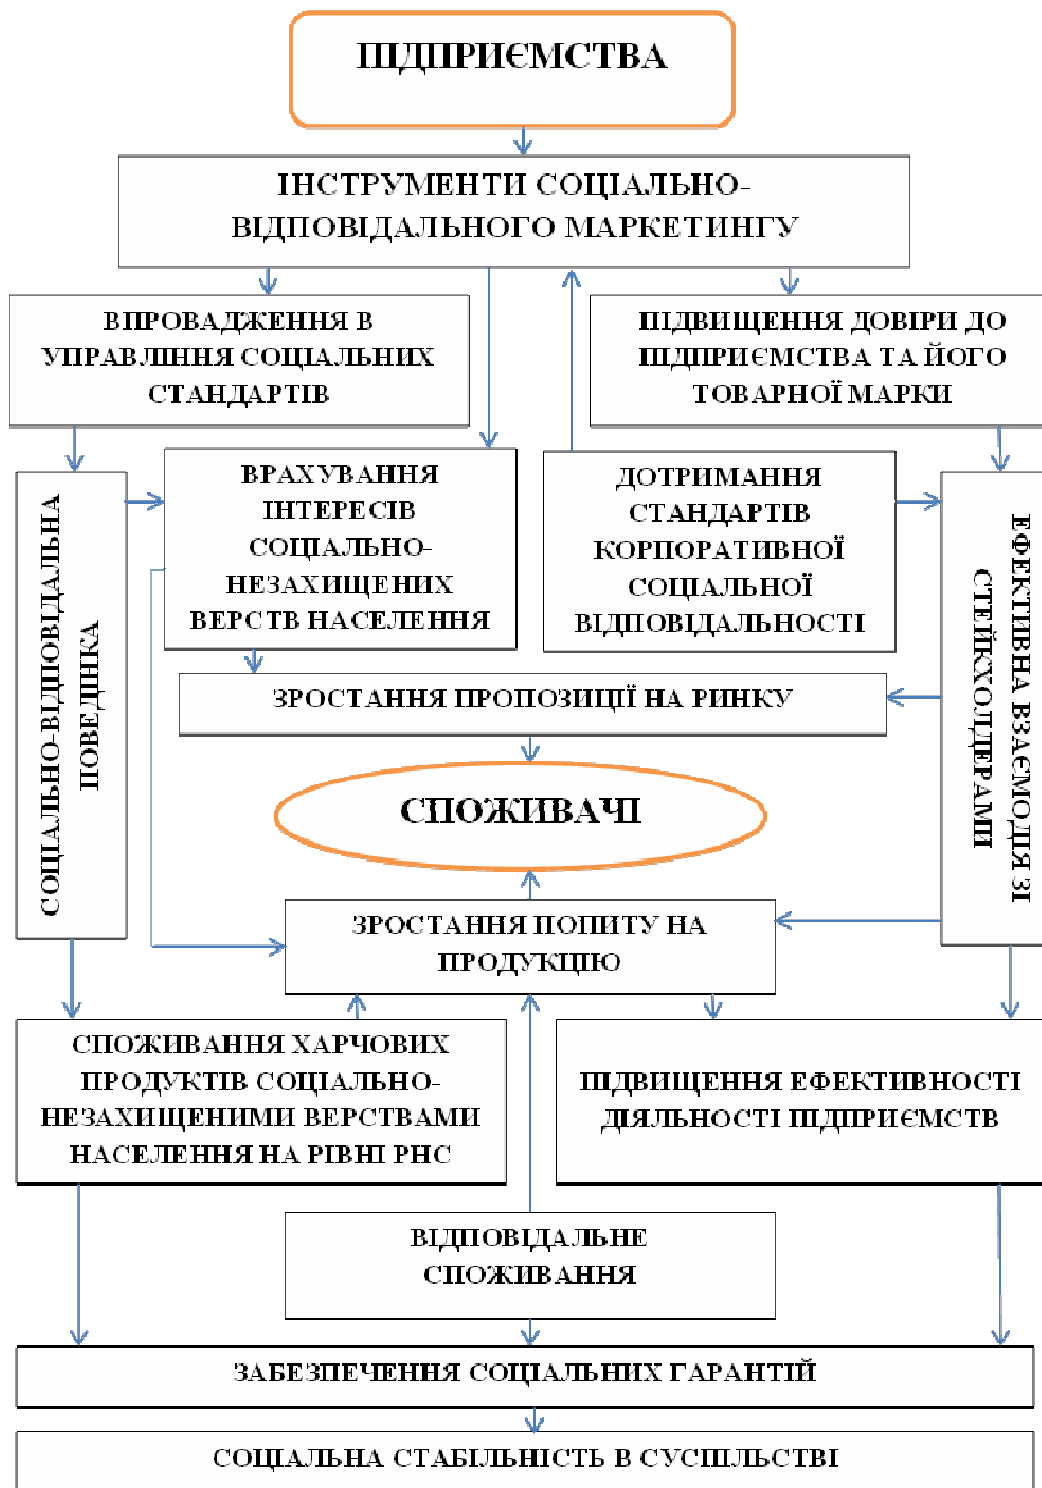 ПІДПРИЄМСТВА
ІНСТРУМЕНТИ СОЦІАЛЬНО-
ВІДПОВІДАЛЬНОГО МАРКЕТИНГУ
ВПРОВАДЖЕННЯ В
УПРАВЛІННЯ СОЦІАЛЬНИХ
СТАНДАРТІВ
ПІДВИЩЕННЯ ДОВІРИ ДО
ПІДПРИЄМСТВА ТА ЙОГО
ТОВАРНОЇ МАРКИ
СОЦІАЛЬНО-ВІДПОВІДАЛЬНА
ПОВЕДІНКА
ВРАХУВАННЯ
ІНТЕРЕСІВ
СОЦІАЛЬНО-
НЕЗАХИЩЕНИХ
ВЕРСТВ НАСЕЛЕННЯ
ДОТРИМАННЯ
СТАНДАРТІВ
КОРПОРАТИВНОЇ
СОЦІАЛЬНОЇ
ВІДПОВІДАЛЬНОСТІ
ЕФЕКТИВНА ВЗАЄМОДІЯ ЗІ
СТЕЙКХОЛДЕРАМИ
ЗРОСТАННЯ ПРОПОЗИЦІЇ НА РИНКУ
СПОЖИВАЧІ
ЗРОСТАННЯ ПОПИТУ НА
ПРОДУКЦІЮ
СПОЖИВАННЯ ХАРЧОВИХ
ПРОДУКТІВ СОЦІАЛЬНО-
НЕЗАХИЩЕНИМИ ВЕРСТВАМИ
НАСЕЛЕННЯ НА РІВНІ РНС
ПІДВИЩЕННЯ ЕФЕКТИВНОСТІ
ДІЯЛЬНОСТІ ПІДПРИЄМСТВ
ВІДПОВІДАЛЬНЕ
СПОЖИВАННЯ
ЗАБЕЗПЕЧЕННЯ СОЦІАЛЬНИХ ГАРАНТІЙ
СОЦІАЛЬНА СТАБІЛЬНІСТЬ В СУСПІЛЬСТВІ